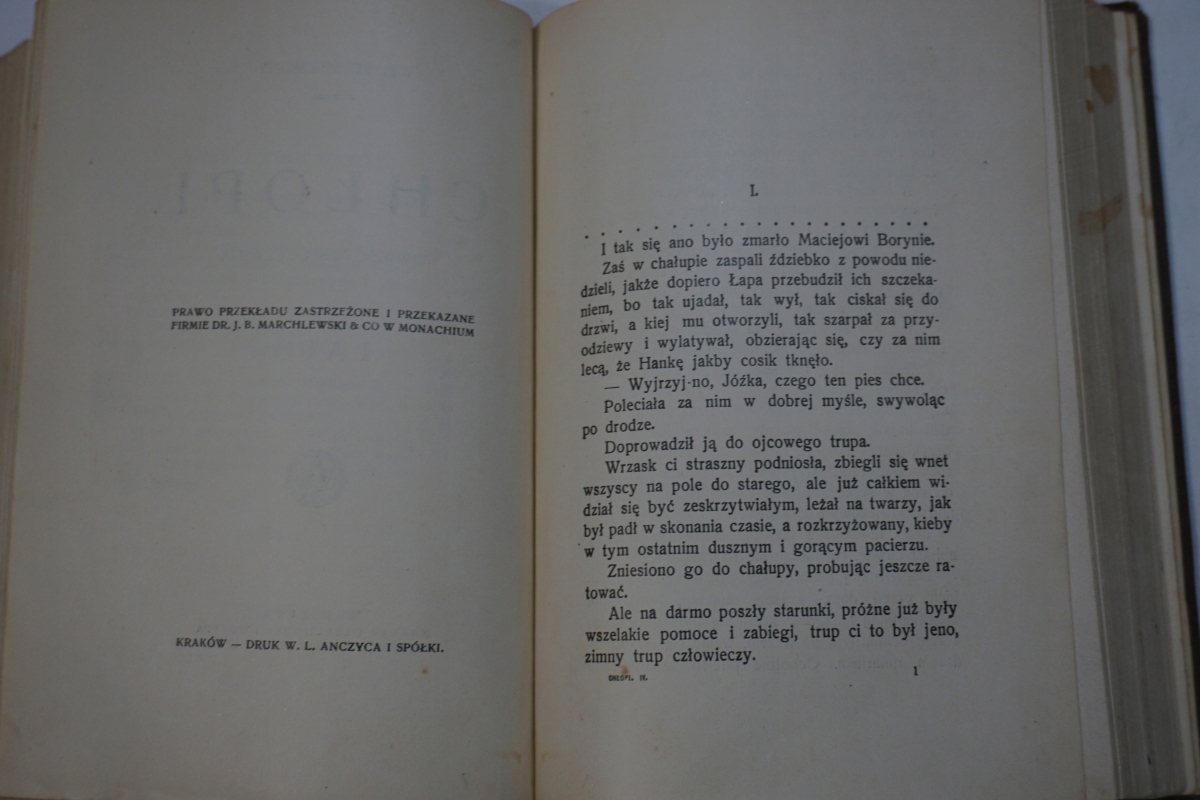 PRAWO PRZEKŁADU ZASTRZEŻONE I PRZEKAZANE
FIRMIE DR. J. B. MARCHLEWSKI & CO W MONACHIUM
KRAKÓW — DRUK W. L. ANCZYCA I SPÓŁKI.
I.
. . . . . . . . . . . . . . . . . . . .
I tak się ano było zmarło Maciejowi Borynie.
Zaś w chałupie zaspali ździebko z powodu nie-
dzieli, jakże dopiero Łapa przebudził ich szczeka-
niem, bo tak ujadał, tak wył, tak ciskał się do
drzwi, a kiej mu otworzyli, tak szarpał za przy-
odziewy i wylatywał, obzierając się, czy za nim
lecą, że Hankę jakby cosik tknęło.
— Wyjrzyj-no, Jóźka, czego ten pies chce.
Poleciała za nim w dobrej myśle, swywoląc
po drodze.
Doprowadził ją do ojcowego trupa.
Wrzask ci straszny podniosła, zbiegli się wnet
wszyscy na pole do starego, ale już całkiem wi-
dział się być zeskrzytwiałym, leżał na twarzy, jak
był padł w skonania czasie, a rozkrzyżowany, kieby
w tym ostatnim dusznym i gorącym pacierzu.
Zniesiono go do chałupy, probując jeszcze ra-
tować.
Ale na darmo poszły starunki, próżne już były
wszelakie pomoce i zabiegi, trup ci to był jeno,
zimny trup człowieczy.
CHŁOPI. IV. 1